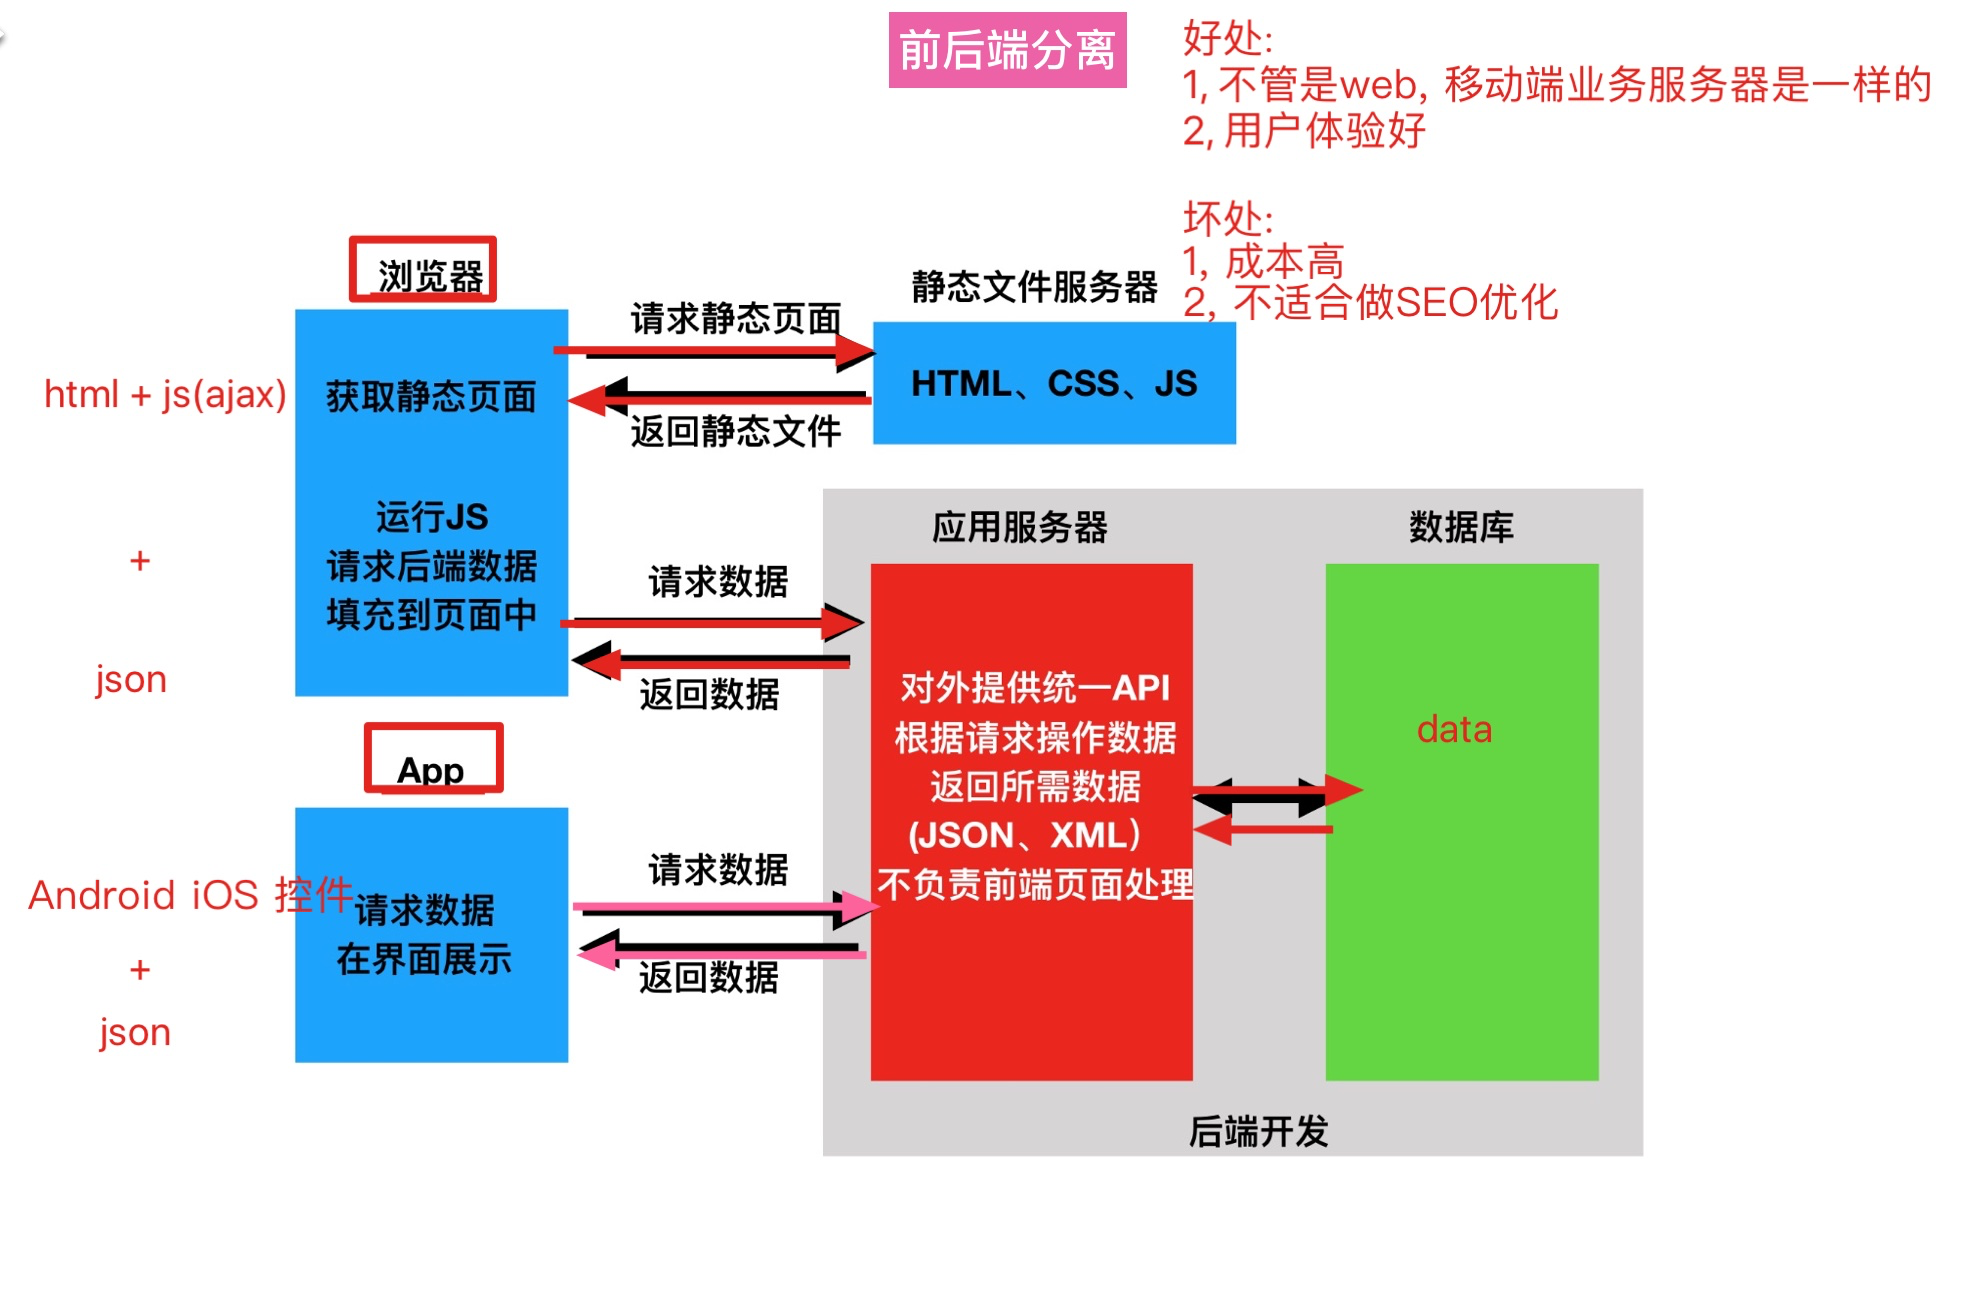 前后端分离
好处:
1, 不管是web, 移动端业务服务器是一样的
2, 用户体验好
坏处:
1, 成本高
2, 不适合做SEO优化
浏览器
静态文件服务器
请求静态页面
HTML、CSS、JS
html + js(ajax)
获取静态页面
返回静态文件
运行JS
请求后端数据
填充到页面中
+
json
应用服务器
数据库
请求数据
返回数据
对外提供统一API
根据请求操作数据
返回所需数据
(JSON、XML）
不负责前端页面处理
data
App
Android iOS 控件
+
json
请求数据
在界面展示
请求数据
返回数据
后端开发